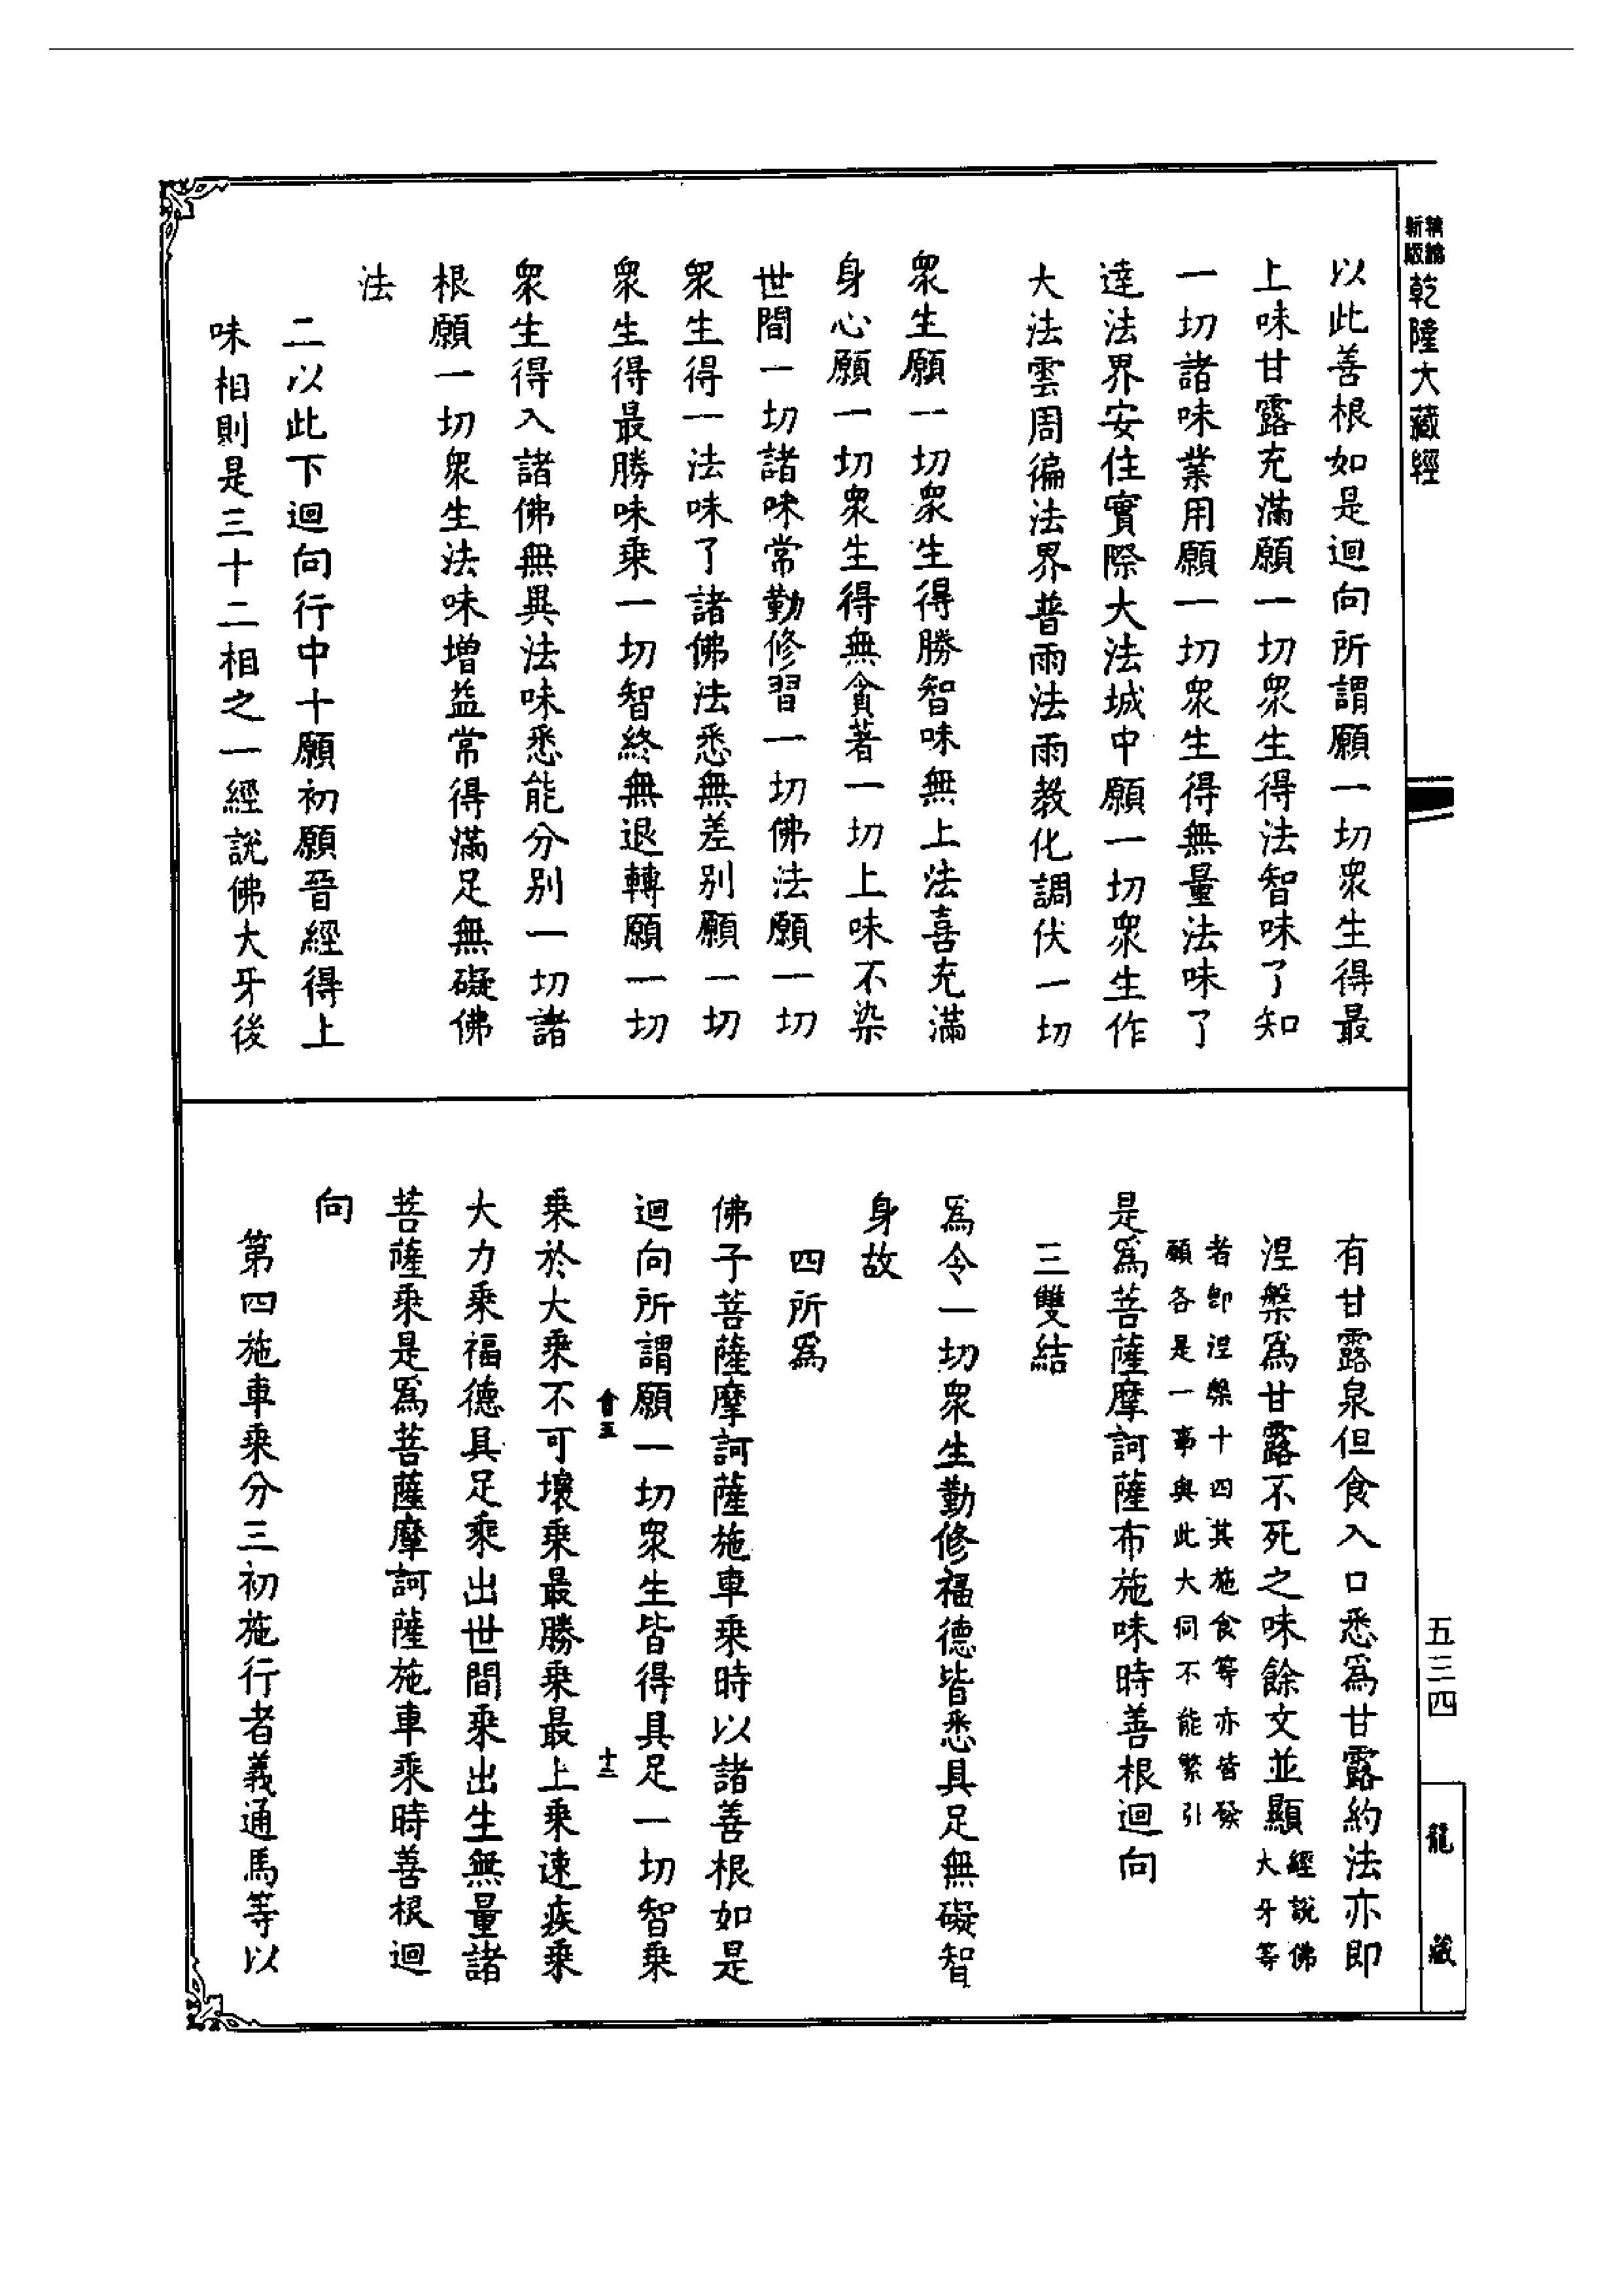 新版
乾隆大藏經
以此善根如是迴向所謂願一切衆生得最
上味甘露充滿願一切衆生得法智味了知
一切諸味業用願一切衆生得無量法味了
達法界安住實際大法城中願一切衆生作
大法雲周徧法界普雨法雨教化調伏一切
衆生願一切衆生得勝智味無上法喜充滿
身心願一切衆生得無貪著一切上味不染
世間一切諸味常勤修習一切佛法願一切
衆生得一法味了諸佛法悉無差別願一切
衆生得最勝味乘一切智終無退轉願一切
衆生得入諸佛無異法味悉能分別一切諸
根願一切衆生法味增益常得滿足無礙佛
法
二以此下迴向行中十願初願晉經得上
味相則是三十二相之一經說佛大牙後
有甘露泉但食入口悉爲甘露約法亦即
涅槃爲甘露不死之味餘文並顯
經說佛
大牙等
者即涅槃十四其施食等亦皆發
願各是一事與此大同不能繁引
是爲菩薩摩訶薩布施味時善根迴向
三雙結
爲令一切衆生勤修福德皆悉具足無礙智
身故
四所爲
佛子菩薩摩訶薩施車乘時以諸善根如是
迴向所謂願一切衆生皆得具足一切智乘
會五
十三
乘於大乘不可壞乘最勝乘最上乘速疾乘
大力乘福德具足乘出世間乘出生無量諸
菩薩乘是爲菩薩摩訶薩施車乘時善根迴
向
第四施車乘分三初施行者義通馬等以
五三四
龍藏